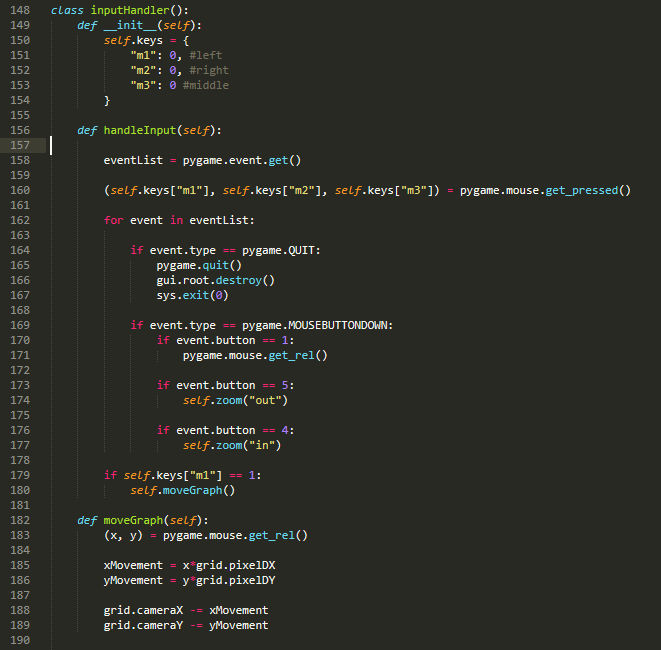 148 class inputHandler():
149     def __init__(self):
150         self.keys = {
151             "m1": 0, #left
152             "m2": 0, #right
153             "m3": 0 #middle
154         }
155
156     def handleInput(self):
157
158         eventList = pygame.event.get()
159
160         (self.keys["m1"], self.keys["m2"], self.keys["m3"]) = pygame.mouse.get_pressed()
161
162         for event in eventList:
163
164             if event.type == pygame.QUIT:
165                 pygame.quit()
166                 gui.root.destroy()
167                 sys.exit(0)
168
169             if event.type == pygame.MOUSEBUTTONDOWN:
170                 if event.button == 1:
171                     pygame.mouse.get_rel()
172
173                 if event.button == 5:
174                     self.zoom("out")
175
176                 if event.button == 4:
177                     self.zoom("in")
178
179         if self.keys["m1"] == 1:
180             self.moveGraph()
181
182     def moveGraph(self):
183         (x, y) = pygame.mouse.get_rel()
184
185         xMovement = x*grid.pixelDX
186         yMovement = y*grid.pixelDY
187
188         grid.cameraX -= xMovement
189         grid.cameraY -= yMovement
190